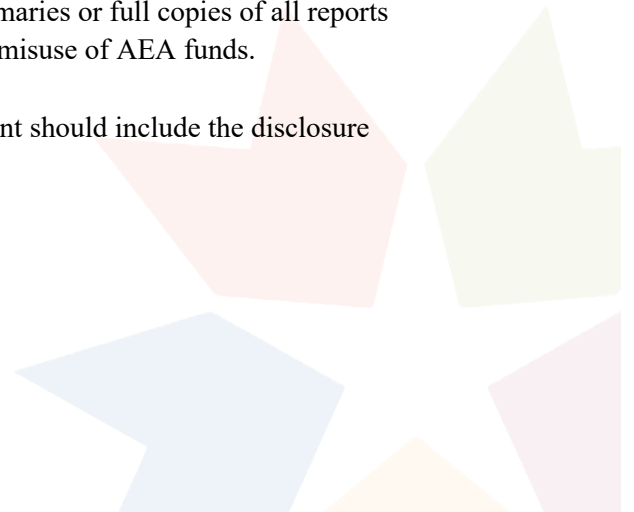 maries or full copies of all reports
misuse of AEA funds.
nt should include the disclosure